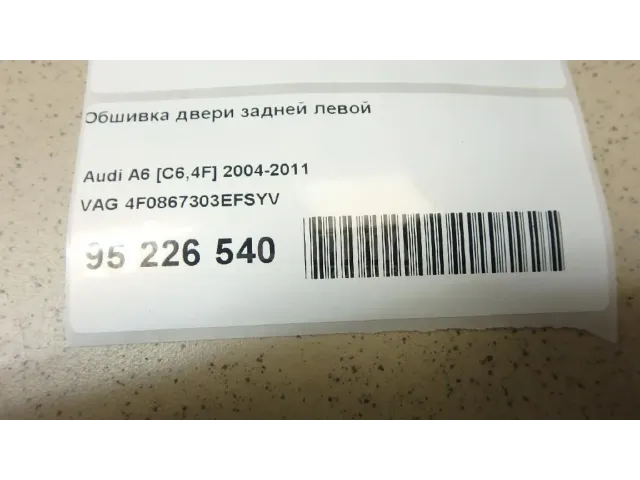 Обшивка двери задней левой
Audi A6 [C6,4F] 2004-2011
VAG 4F0867303EFSYV
95 226 540